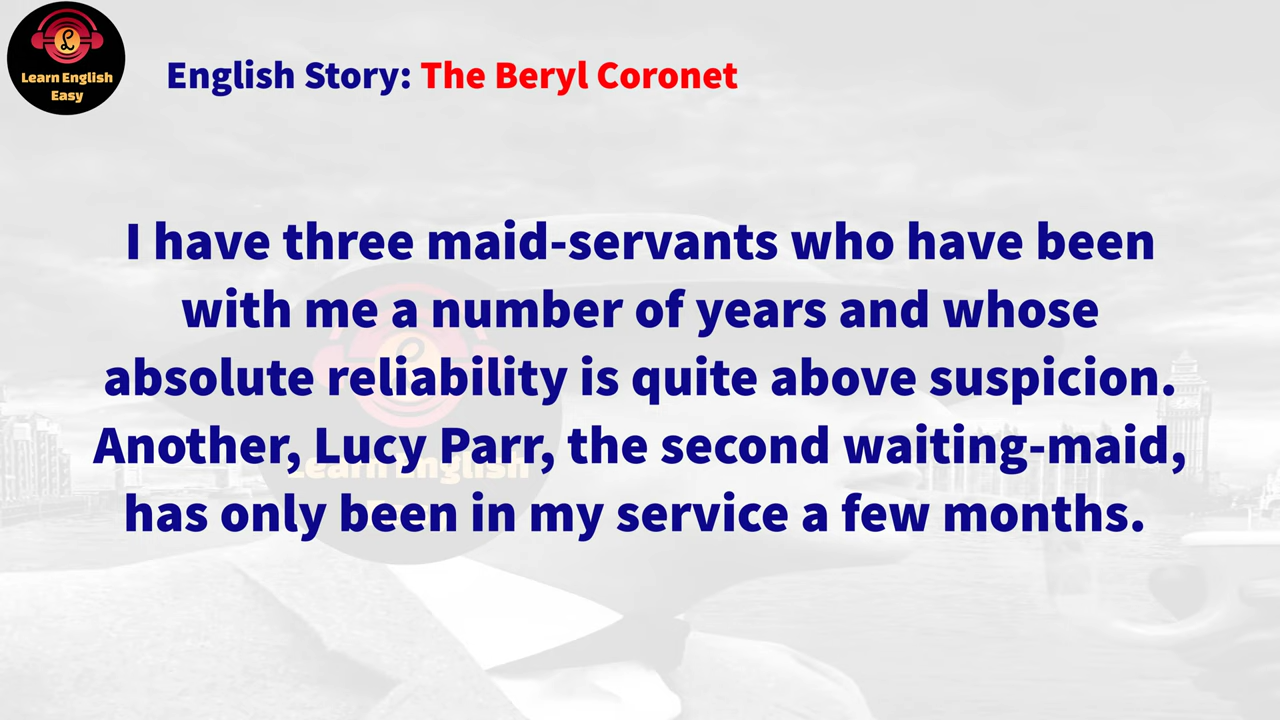 Learn English
Easy
English Story: The Beryl Coronet
I have three maid-servants who have been
with me a number of years and whose
absolute reliability is quite above suspicion.
Another, Lucy Parr, the second waiting-maid,
has only been in my service a few months.
Learn English